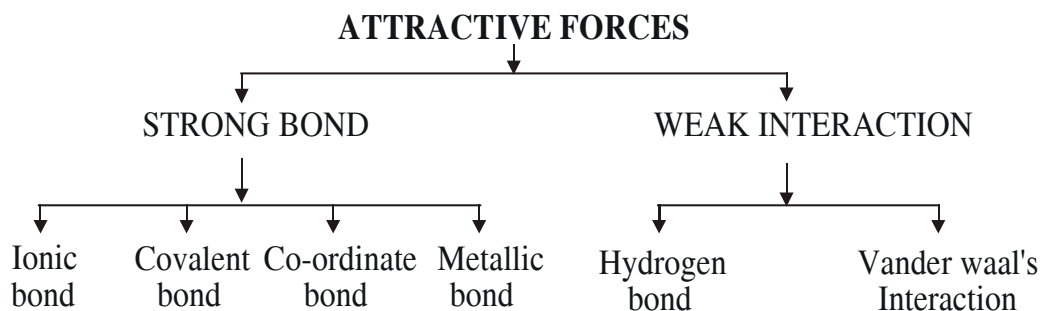 ATTRACTIVE FORCES
STRONG BOND
WEAK INTERACTION
Ionic
bond
Covalent
bond
Co-ordinate
bond
Metallic
bond
Hydrogen
bond
Vander waal's
Interaction